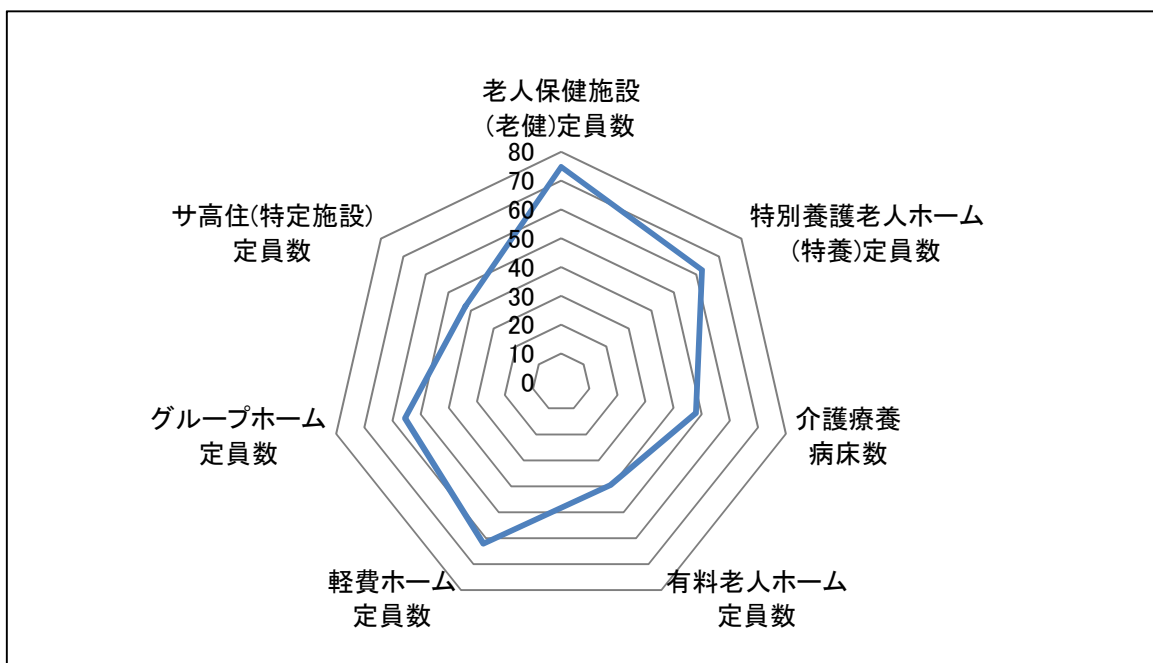 老人保健施設
(老健)定員数
特別養護老人ホーム
(特養)定員数
介護療養
病床数
有料老人ホーム
定員数
軽費ホーム
定員数
グループホーム
定員数
サ高住(特定施設)
定員数
80
70
60
50
40
30
20
10
0